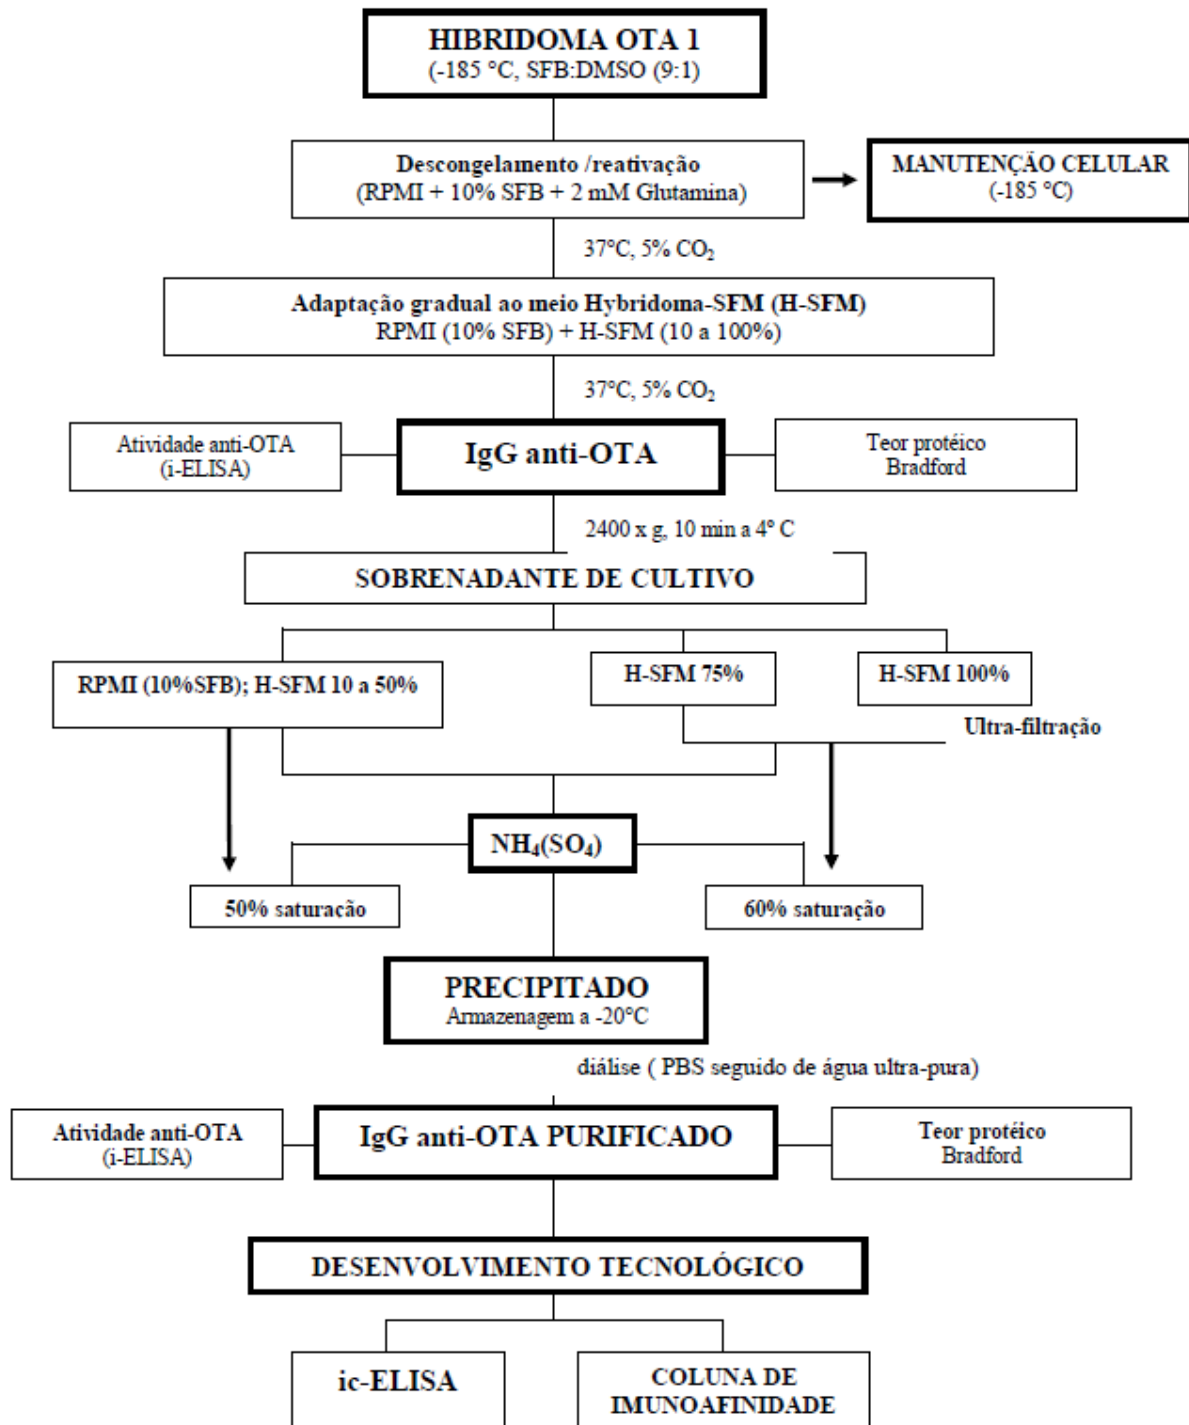 HIBRIDOMA OTA 1
(-185 °C, SFB:DMSO (9:1)
Descongelamento /reativação
(RPMI + 10% SFB + 2 mM Glutamina)
MANUTENÇÃO CELULAR
(-185 °C)
37°C, 5% CO₂
Adaptação gradual ao meio Hybridoma-SFM (H-SFM)
RPMI (10% SFB) + H-SFM (10 a 100%)
37°C, 5% CO₂
Atividade anti-OTA
(i-ELISA)
IgG anti-OTA
Teor protéico
Bradford
2400 x g, 10 min a 4° C
SOBRENADANTE DE CULTIVO
RPMI (10%SFB); H-SFM 10 a 50%
H-SFM 75%
H-SFM 100%
Ultra-filtração
NH₄(SO₄)
50% saturação
60% saturação
PRECIPITADO
Armazenagem a -20°C
diálise ( PBS seguido de água ultra-pura)
Atividade anti-OTA
(i-ELISA)
IgG anti-OTA PURIFICADO
Teor protéico
Bradford
DESENVOLVIMENTO TECNOLÓGICO
ic-ELISA
COLUNA DE
IMUNOAFINIDADE